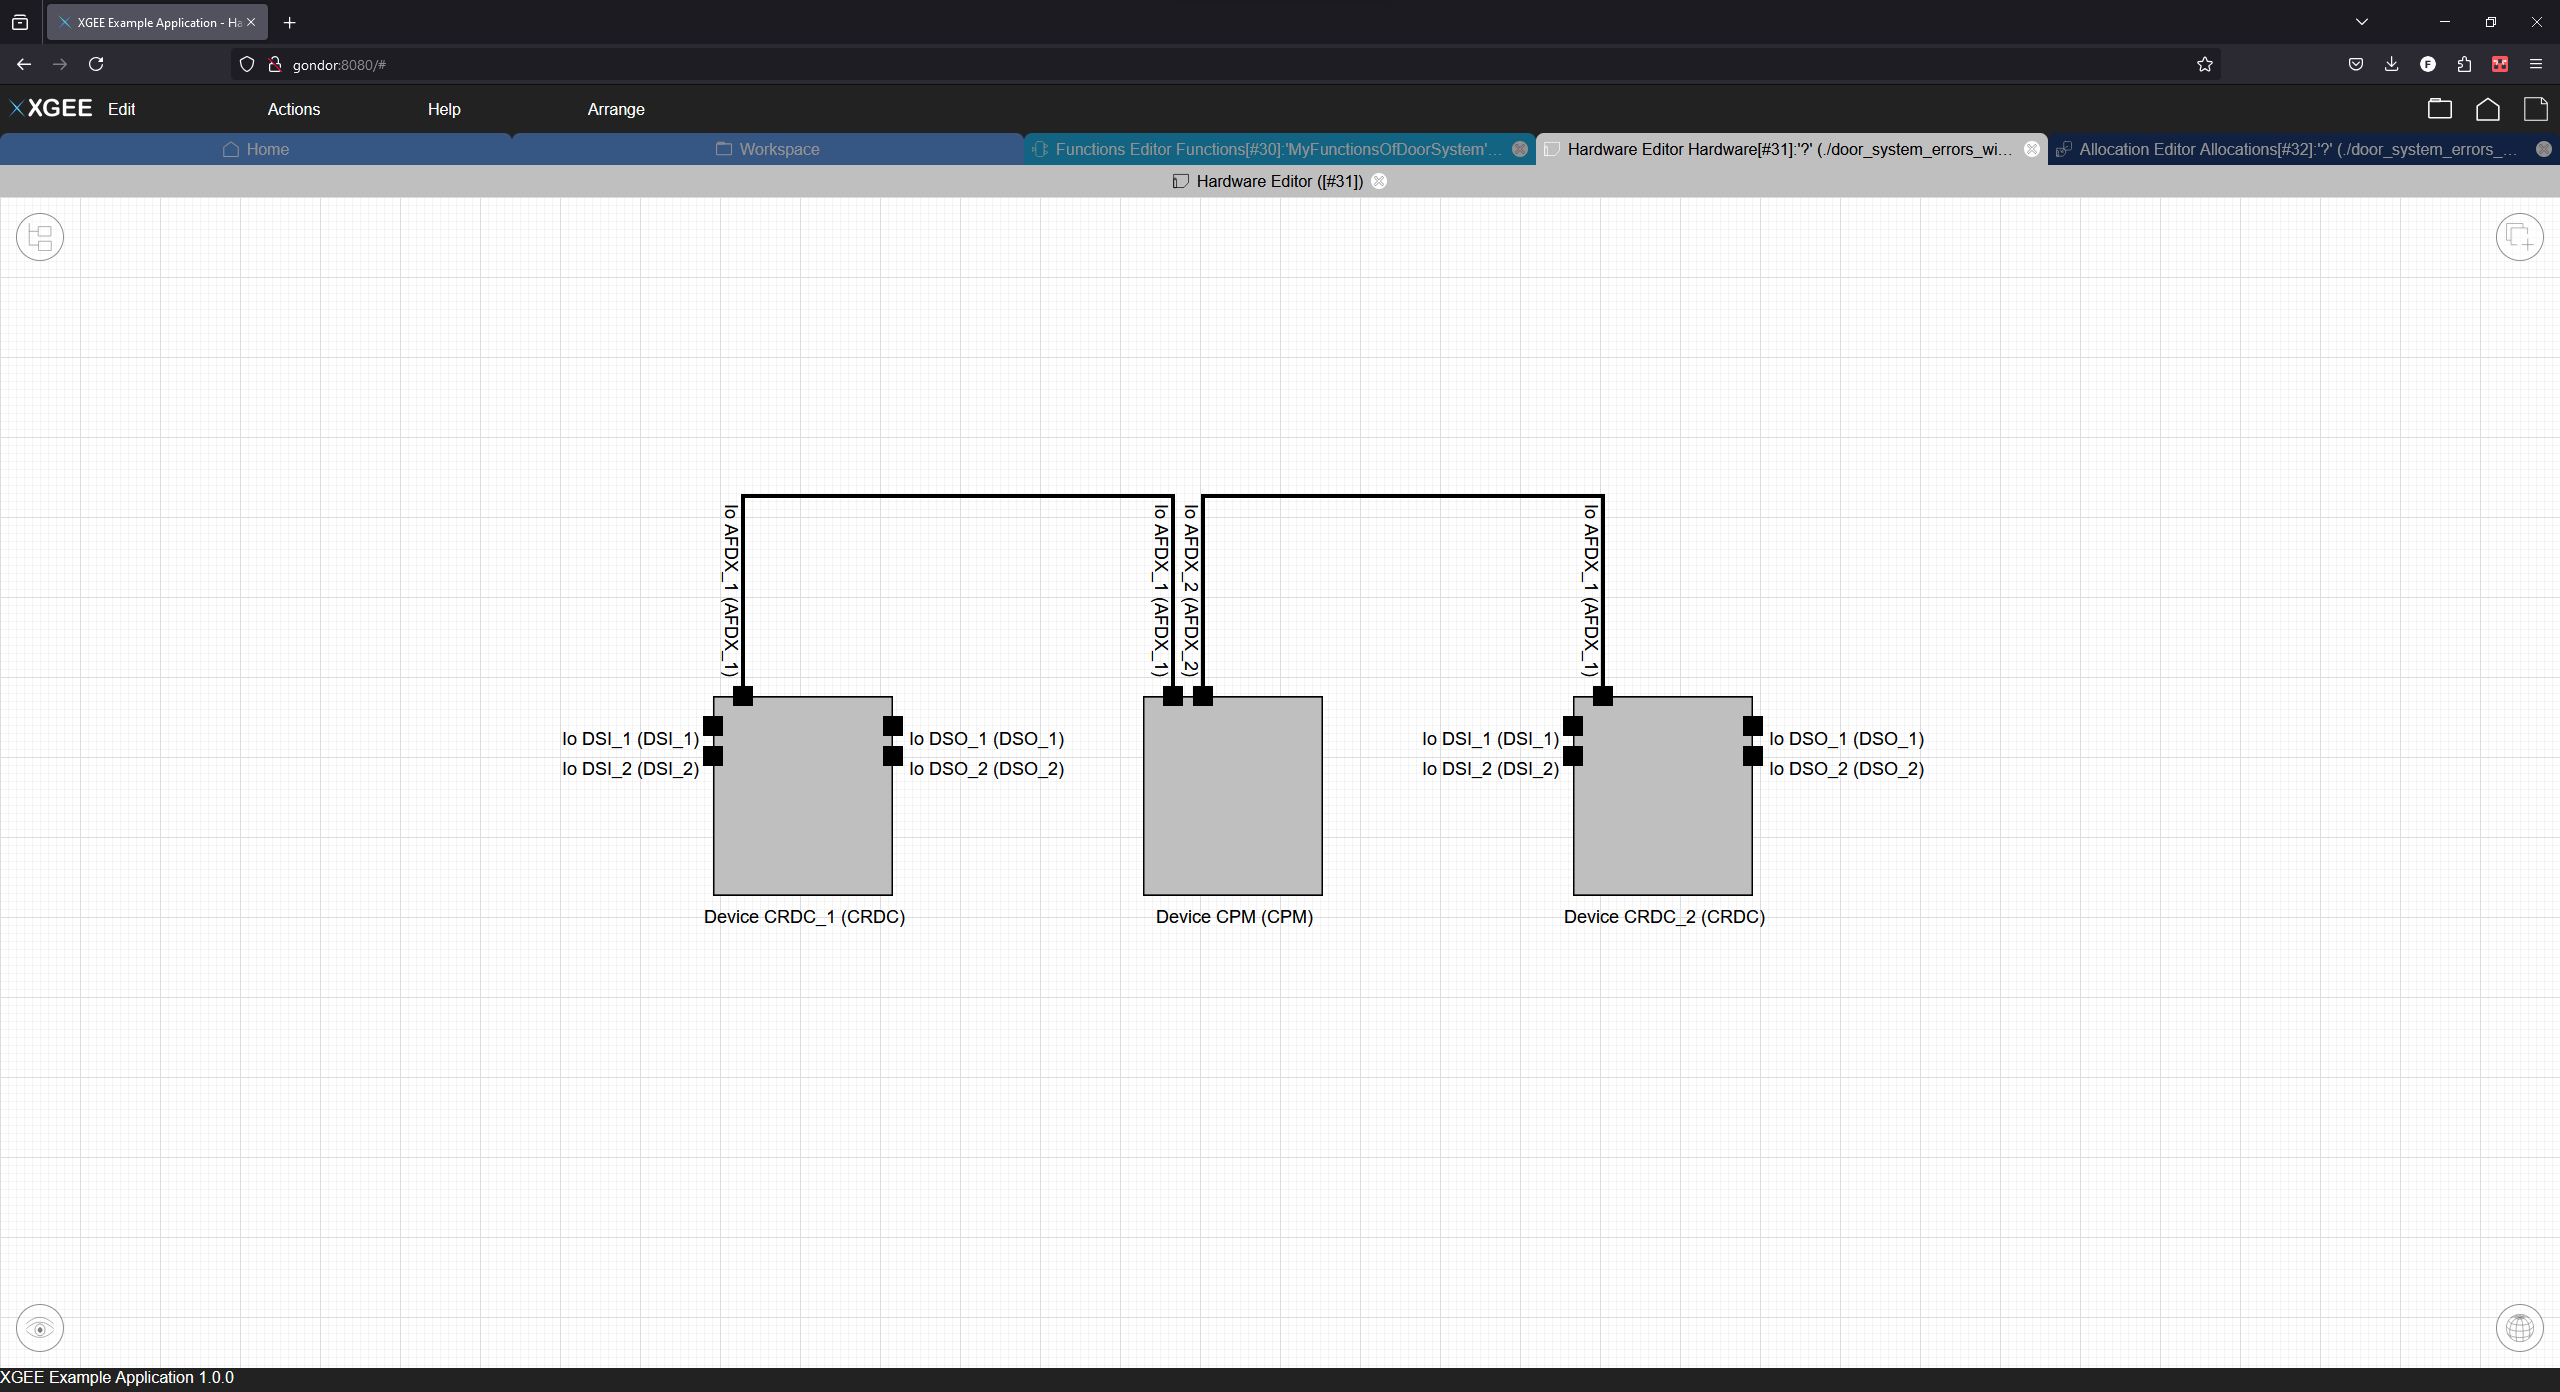 XGEE Example Application - Ha
gondor:8080/#
XGEE Edit Actions Help Arrange
Home Workspace Functions Editor Functions[#30]:'MyFunctionsOfDoorSystem'... Hardware Editor Hardware[#31]:'?' (./door_system_errors_wi... Allocation Editor Allocations[#32]:'?' (./door_system_errors_...
Hardware Editor ([#31])
Io AFDX_1 (AFDX_1)
Io AFDX_1 (AFDX_1)
Io AFDX_2 (AFDX_2)
Io AFDX_1 (AFDX_1)
Io DSI_1 (DSI_1)
Io DSI_2 (DSI_2)
Io DSO_1 (DSO_1)
Io DSO_2 (DSO_2)
Io DSI_1 (DSI_1)
Io DSI_2 (DSI_2)
Io DSO_1 (DSO_1)
Io DSO_2 (DSO_2)
Device CRDC_1 (CRDC)
Device CPM (CPM)
Device CRDC_2 (CRDC)
XGEE Example Application 1.0.0